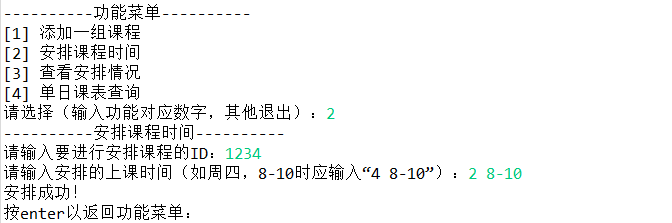 ----------功能菜单----------
[1] 添加一组课程
[2] 安排课程时间
[3] 查看安排情况
[4] 单日课表查询
请选择（输入功能对应数字，其他退出）：2
----------安排课程时间----------
请输入要进行安排课程的ID：1234
请输入安排的上课时间（如周四，8-10时应输入“4 8-10”）：2 8-10
安排成功！
按enter以返回功能菜单：